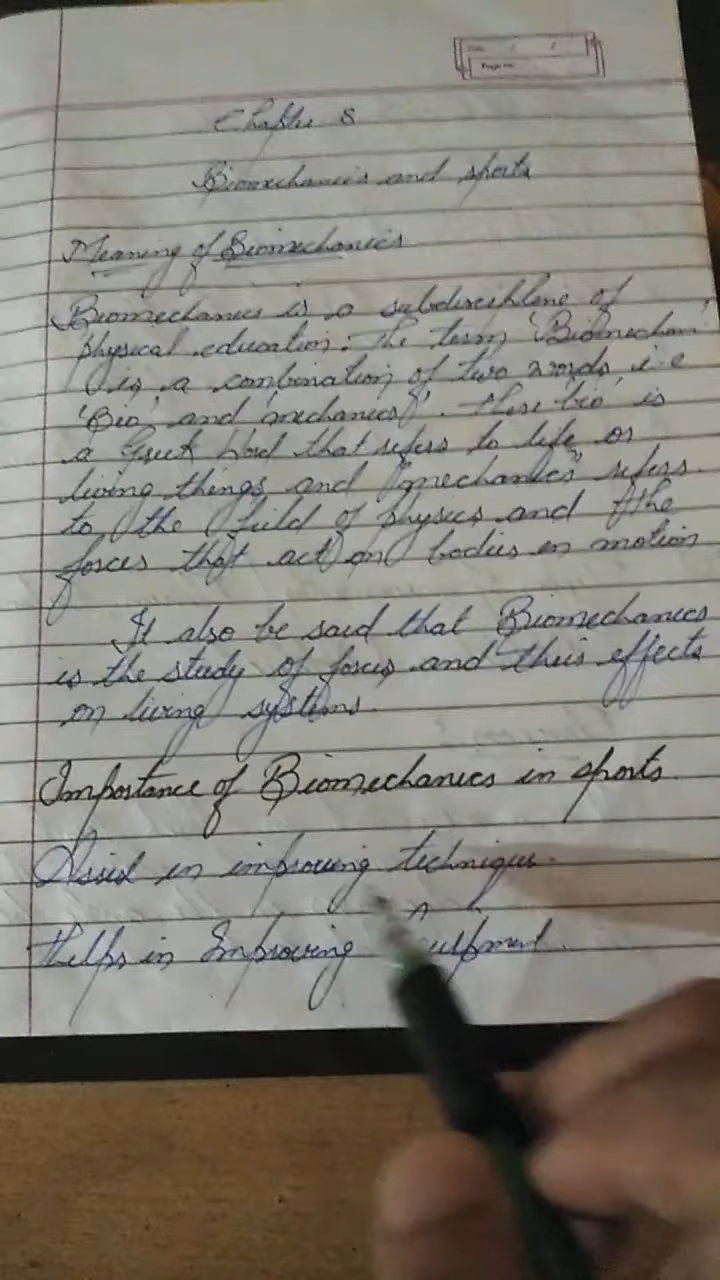 Chapter 8
Biomechanics and sports
Meaning of Biomechanics
Biomechanics is a subdiscipline of
physical education. The term 'Biomechan
is a combination of two words i.e
'Bio' and 'mechanics'. Here 'bio' is
a Greek Word that refers to life or
living things and "mechanics" refers
to the field of physics and the
forces that act on bodies in motion
It also be said that Biomechanics
is the study of forces and their effects
on living systems.
Importance of Biomechanics in sports
Assist in improving technique.
Helps in Improving